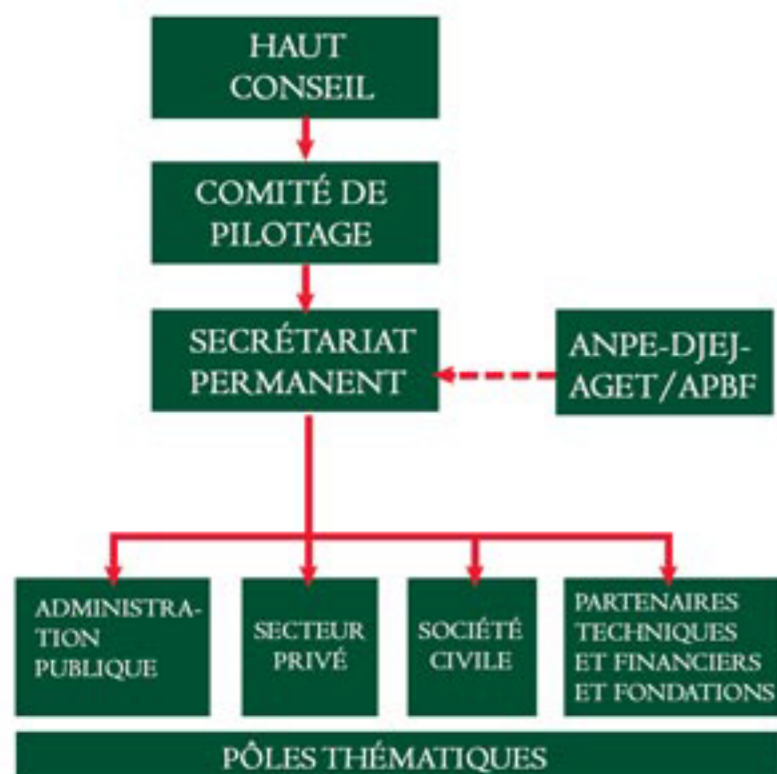 HAUT
CONSEIL
COMITÉ DE
PILOTAGE
SECRÉTARIAT
PERMANENT
ANPE-DJEJ-
AGET/APBF
ADMINISTRA-
TION
PUBLIQUE
SECTEUR
PRIVÉ
SOCIÉTÉ
CIVILE
PARTENAIRES
TECHNIQUES
ET FINANCIERS
ET FONDATIONS
PÔLES THÉMATIQUES